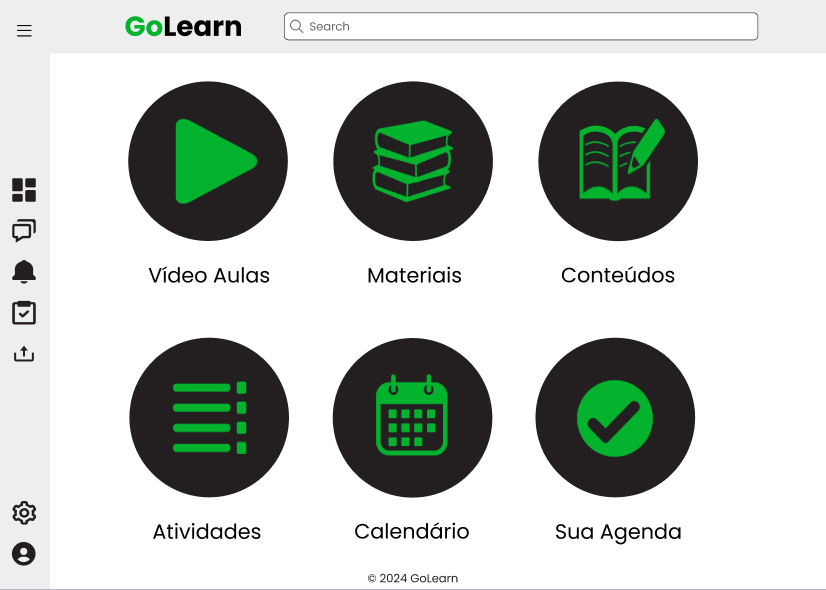 GoLearn
Search
Vídeo Aulas
Materiais
Conteúdos
Atividades
Calendário
Sua Agenda
© 2024 GoLearn